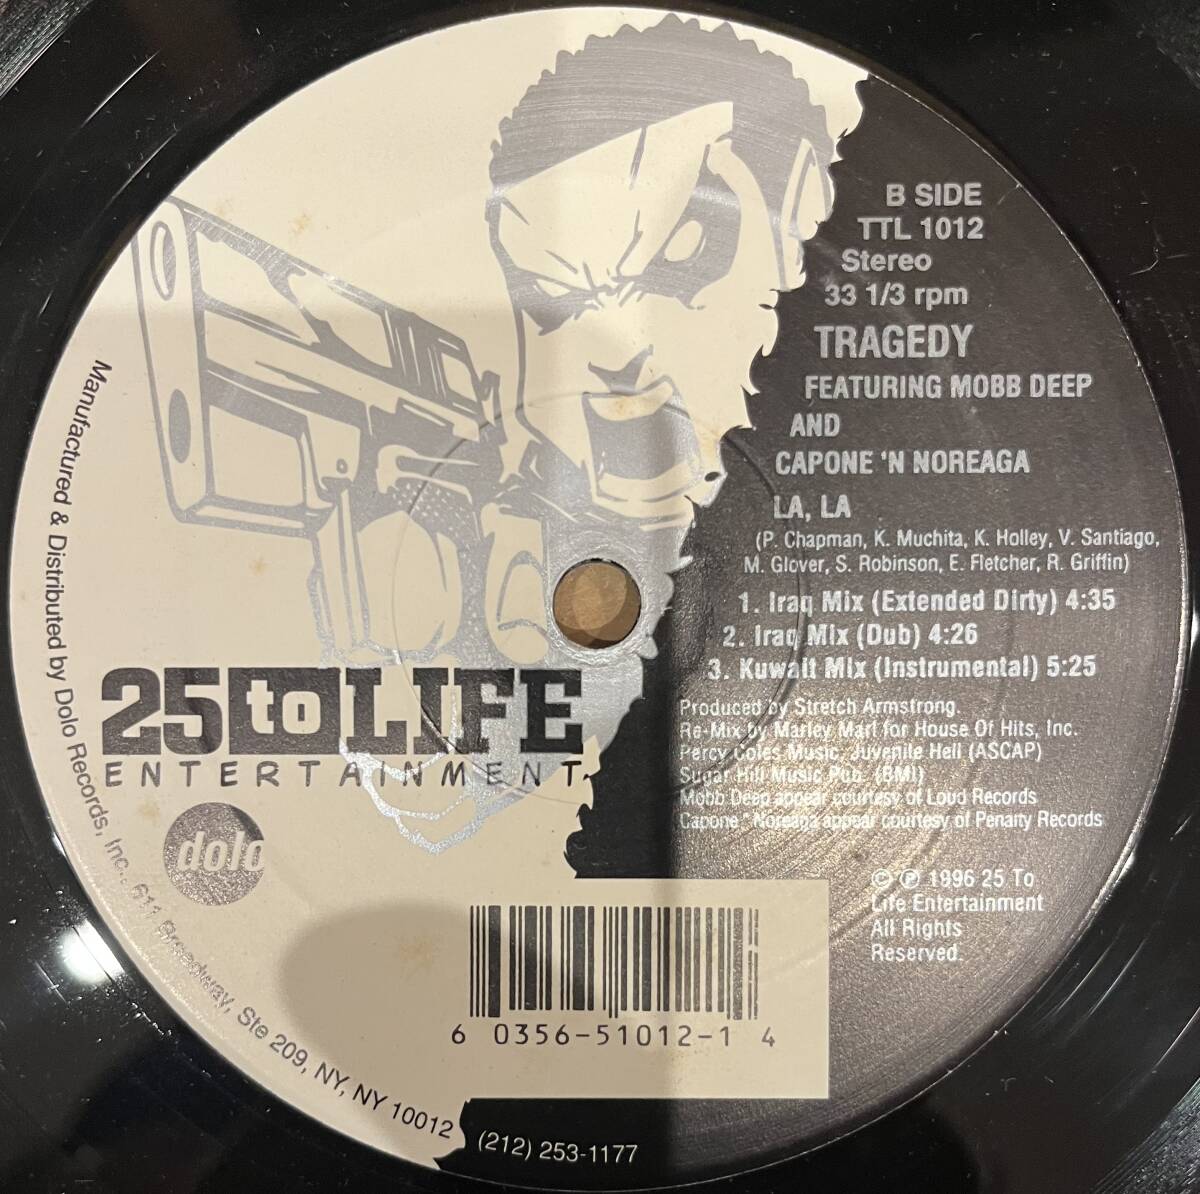 B SIDE
TTL 1012
Stereo
33 1/3 rpm
TRAGEDY
FEATURING MOBB DEEP
AND
CAPONE 'N NOREAGA
LA, LA
(P. Chapman, K. Muchita, K. Holley, V. Santiago,
M. Glover, S. Robinson, E. Fletcher, R. Griffin)
1. Iraq Mix (Extended Dirty) 4:35
2. Iraq Mix (Dub) 4:26
3. Kuwait Mix (Instrumental) 5:25
Produced by Stretch Armstrong.
Re-Mix by Marley Marl for House Of Hits, Inc.
Percy Coles Music, Juvenile Hell (ASCAP)
Sugar Hill Music Pub. (BMI)
Mobb Deep appear courtesy of Loud Records
Capone ' Noreaga appear courtesy of Penalty Records
© ℗ 1996 25 To
Life Entertainment
All Rights
Reserved.
25 to LIFE
ENTERTAINMENT
dolo
Manufactured & Distributed by Dolo Records, Inc., 611 Broadway, Ste 209, NY, NY 10012 (212) 253-1177
6 0356-51012-1 4